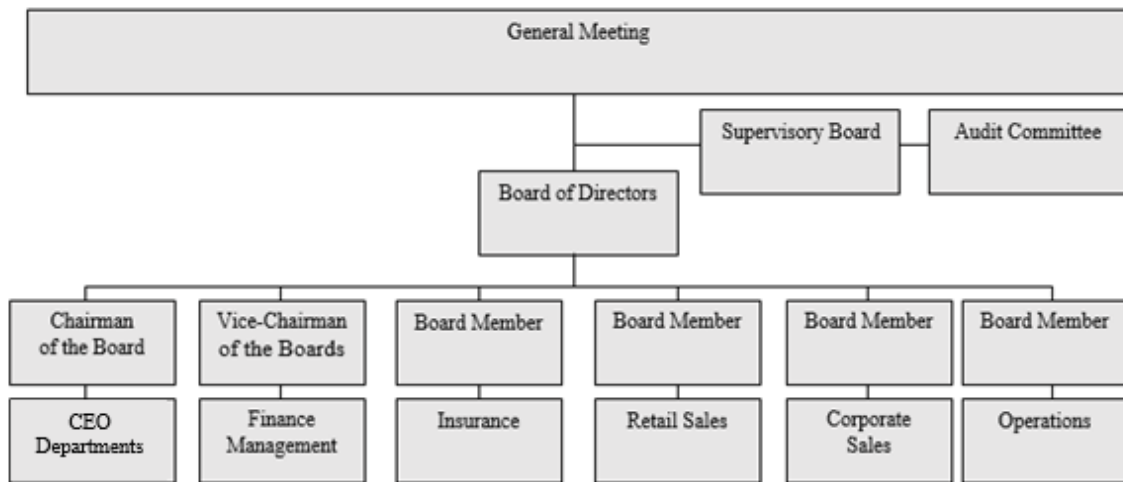 General Meeting
Supervisory Board
Audit Committee
Board of Directors
Chairman
of the Board
Vice-Chairman
of the Boards
Board Member
Board Member
Board Member
Board Member
CEO
Departments
Finance
Management
Insurance
Retail Sales
Corporate
Sales
Operations